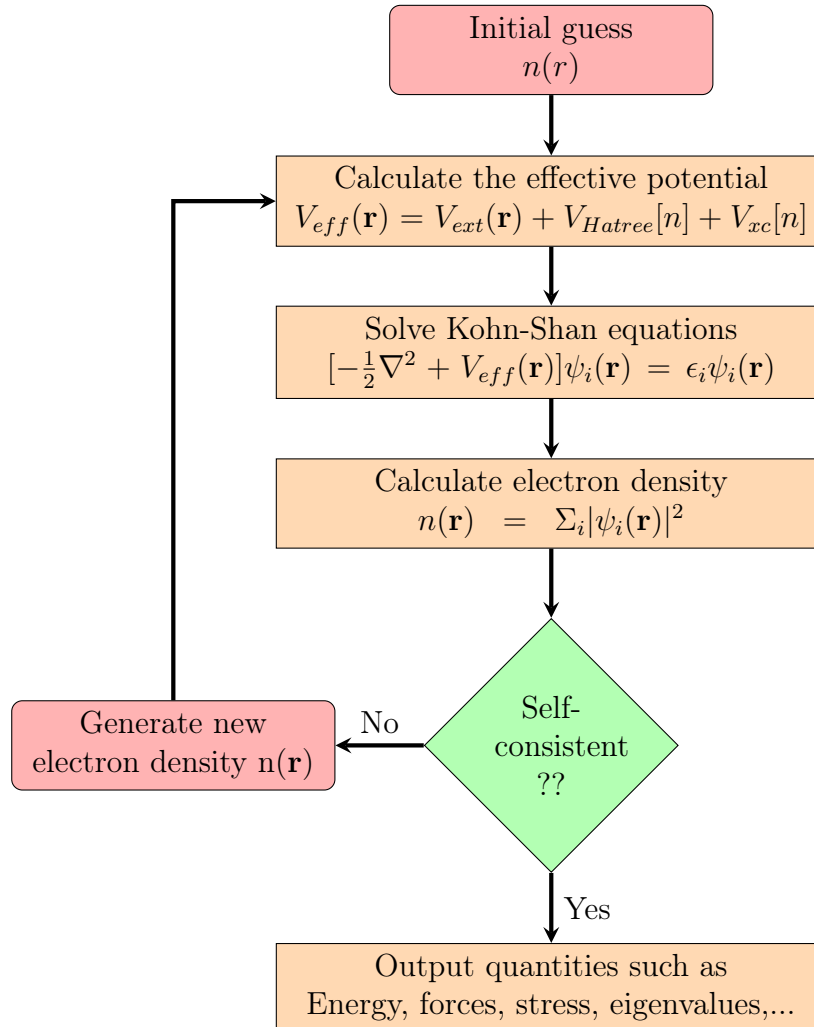 Initial guess
n(r)
Calculate the effective potential
V_{eff}(r) = V_{ext}(r) + V_{Hatree}[n] + V_{xc}[n]
Solve Kohn-Shan equations
[−½∇² + V_{eff}(r)]ψ_i(r) = ϵ_iψ_i(r)
Calculate electron density
n(r) = Σ_i|ψ_i(r)|²
Self-
consistent
??
No
Generate new
electron density n(r)
Yes
Output quantities such as
Energy, forces, stress, eigenvalues,...